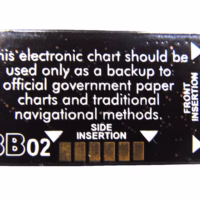 his electronic chart should be
used only as a backup to
official government paper
charts and traditional
navigational methods.
FRONT
INSERTION
SIDE
INSERTION
BB02